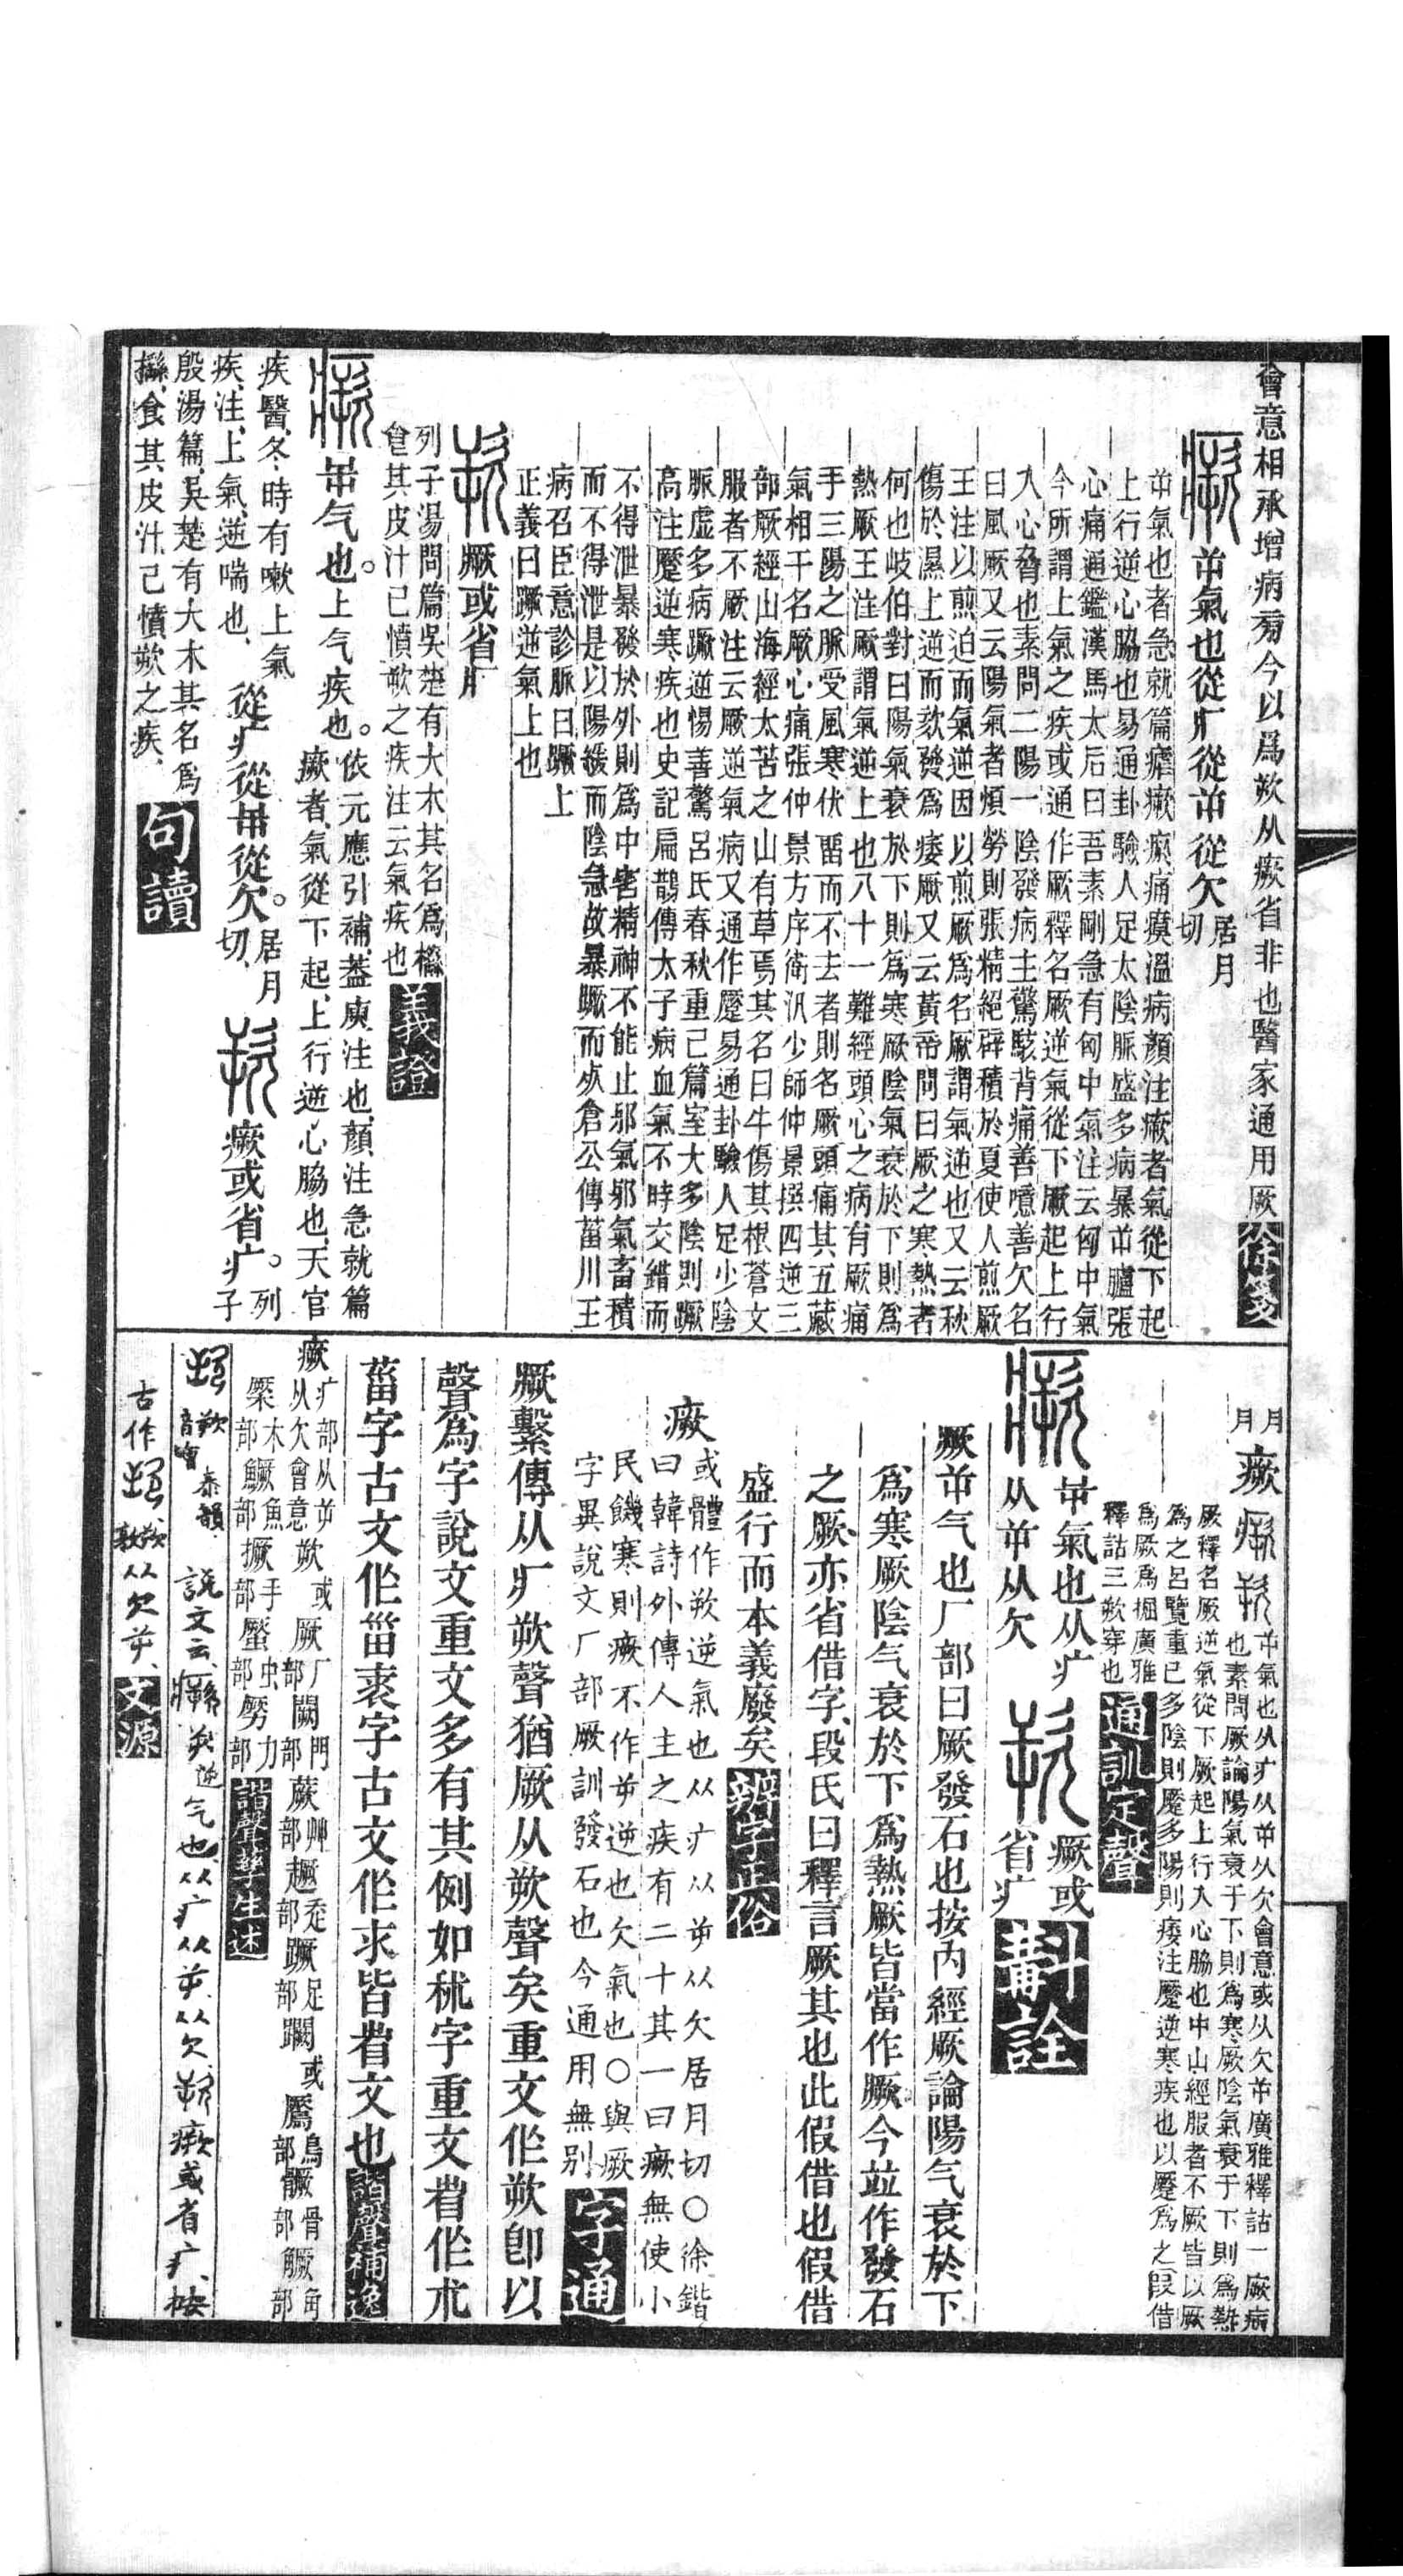 會意相承增病旁今以爲欮从瘚省非也醫家通用厥徐箋
屰氣也從疒從屰從欠居月切
屰氣也者急就篇瘧瘚瘀痛瘼溫病顏注瘚者氣從下起
上行逆心脇也易通卦驗人足太陰脈盛多病暴屰臚張
心痛通鑑漢馬太后曰吾素剛急有匈中氣注云匈中氣
今所謂上氣之疾或通作厥釋名厥逆氣從下厥起上行
入心脅也素問二陽一陰發病主驚駭背痛善噫善欠名
曰風厥又云陽氣者煩勞則張精絕辟積於夏使人煎厥
王注以煎迫而氣逆因以煎厥爲名厥謂氣逆也又云秋
傷於濕上逆而欬發爲痿厥又云黃帝問曰厥之寒熱者
何也岐伯對曰陽氣衰於下則爲寒厥陰氣衰於下則爲
熱厥王注厥謂氣逆上也八十一難經頭心之病有厥痛
手三陽之脈受風寒伏畱而不去者則名厥頭痛其五藏
氣相干名厥心痛張仲景方序衛汎少師仲景撰四逆三
部厥經山海經太苦之山有草焉其名曰牛傷其根蒼文
服者不厥注云厥逆氣病又通作蹷易通卦驗人足少陰
脈虛多病蹶逆惕善驚呂氏春秋重己篇室大多陰則蹶
高注蹷逆寒疾也史記扁鵲傳太子病血氣不時交錯而
不得泄暴發於外則爲中害精神不能止邪氣邪氣畜積
而不得泄是以陽緩而陰急故暴蹶而死倉公傳菑川王
病召臣意診脈曰蹶上
正義曰蹶逆氣上也
瘚或省疒
列子湯問篇吳楚有大木其名爲櫾
食其皮汁已憤欮之疾注云氣疾也義證
屰气也。上气疾也。依元應引補,蓋庾注也,顏注急就篇
瘚者、氣從下起、上行逆心脇也、天官
疾醫、冬時有嗽上氣
疾、注、上氣、逆喘也、從疒從屰從欠。居月切、瘚或省疒。列子
殷湯篇、吳楚有大木其名爲
櫾、食其皮汁、已憤欮之疾、句讀
瘚屰氣也从疒从屰从欠會意或从欠屰廣雅釋詁一厥病
也素問厥論陽氣衰于下則爲寒厥陰氣衰于下則爲熱
厥釋名厥逆氣從下厥起上行入心脇也中山經服者不厥皆以厥
爲之呂覽重已多陰則蹷多陽則痿注蹷逆寒疾也以蹷爲之叚借
爲厥爲掘廣雅
釋詁三欮穿也通訓定聲
屰氣也从疒从屰从欠瘚或省疒斠詮
瘚屰气也厂部曰厥發石也按內經厥論陽气衰於下
爲寒厥陰气衰於下爲熱厥皆當作瘚今並作發石
之厥亦省借字、段氏曰釋言厥其也此假借也假借
盛行而本義廢矣辨字正俗
瘚或體作欮逆氣也从疒从屰从欠居月切〇徐鍇
曰韓詩外傳人主之疾有二十其一曰瘚無使小
民饑寒則瘚不作屰逆也欠氣也〇與厥
字異說文厂部厥訓發石也今通用無別字通
瘚繫傳从疒欮聲猶厥从欮聲矣重文作欮卽以
聲爲字說文重文多有其例如秫字重文省作朮
菑字古文作甾裘字古文作求皆省文也諧聲補逸
瘚疒部从屰从欠會意欮或厥厂部闕門部蕨艸部趣走部蹶足部躝或鷢鳥部髖骨部觼角部
橜木部鱖魚部撅手部蟨虫部劂力部諧聲孳生述
欮音噦泰韻說文云瘚屰逆气也从疒从屰从欠欮瘚或省疒、按
古作从欠屰、文源